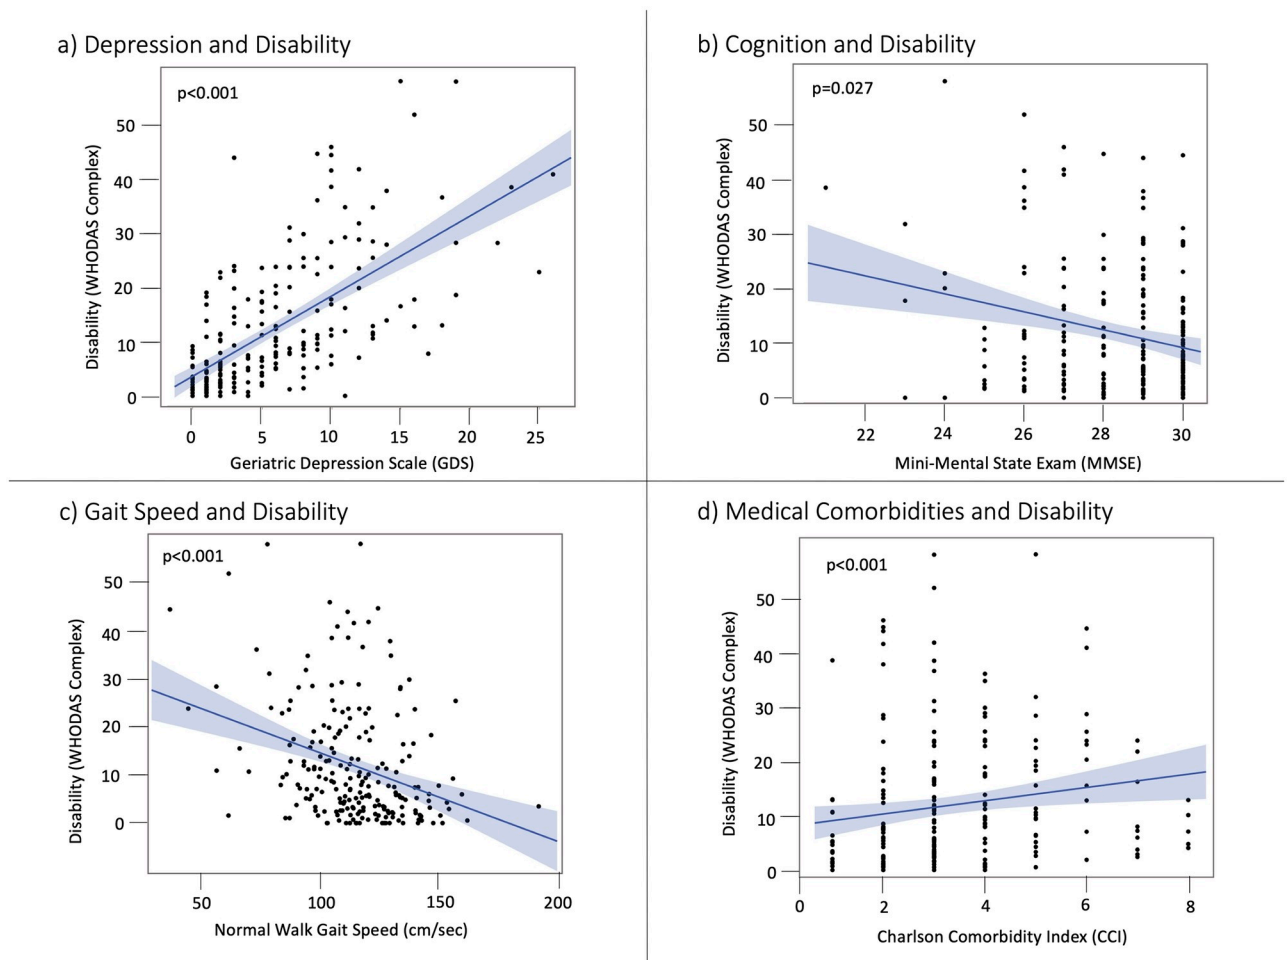 a) Depression and Disability
p<0.001
Disability (WHODAS Complex)
50
40
30
20
10
0
0 5 10 15 20 25
Geriatric Depression Scale (GDS)
b) Cognition and Disability
p=0.027
Disability (WHODAS Complex)
50
40
30
20
10
0
22 24 26 28 30
Mini-Mental State Exam (MMSE)
c) Gait Speed and Disability
p<0.001
Disability (WHODAS Complex)
50
40
30
20
10
0
50 100 150 200
Normal Walk Gait Speed (cm/sec)
d) Medical Comorbidities and Disability
p<0.001
Disability (WHODAS Complex)
50
40
30
20
10
0
0 2 4 6 8
Charlson Comorbidity Index (CCI)